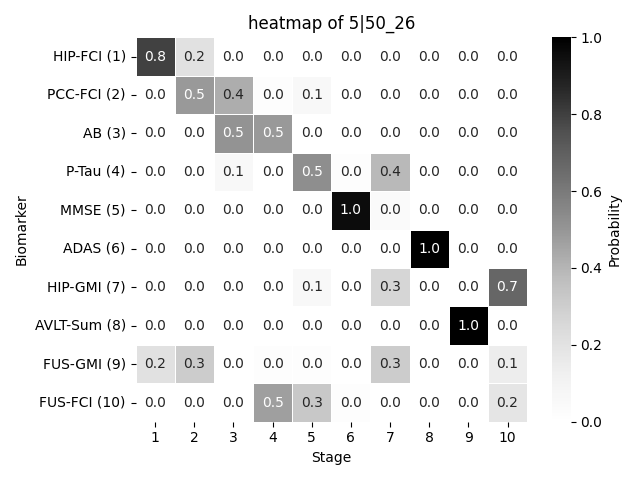 heatmap of 5|50_26
HIP-FCI (1) 0.8 0.2 0.0 0.0 0.0 0.0 0.0 0.0 0.0 0.0
PCC-FCI (2) 0.0 0.5 0.4 0.0 0.1 0.0 0.0 0.0 0.0 0.0
AB (3) 0.0 0.0 0.5 0.5 0.0 0.0 0.0 0.0 0.0 0.0
P-Tau (4) 0.0 0.0 0.1 0.0 0.5 0.0 0.4 0.0 0.0 0.0
MMSE (5) 0.0 0.0 0.0 0.0 0.0 1.0 0.0 0.0 0.0 0.0
ADAS (6) 0.0 0.0 0.0 0.0 0.0 0.0 0.0 1.0 0.0 0.0
HIP-GMI (7) 0.0 0.0 0.0 0.0 0.1 0.0 0.3 0.0 0.0 0.7
AVLT-Sum (8) 0.0 0.0 0.0 0.0 0.0 0.0 0.0 0.0 1.0 0.0
FUS-GMI (9) 0.2 0.3 0.0 0.0 0.0 0.0 0.3 0.0 0.0 0.1
FUS-FCI (10) 0.0 0.0 0.0 0.5 0.3 0.0 0.0 0.0 0.0 0.2
1 2 3 4 5 6 7 8 9 10
Stage
Biomarker
1.0
0.8
0.6
0.4
0.2
0.0
Probability